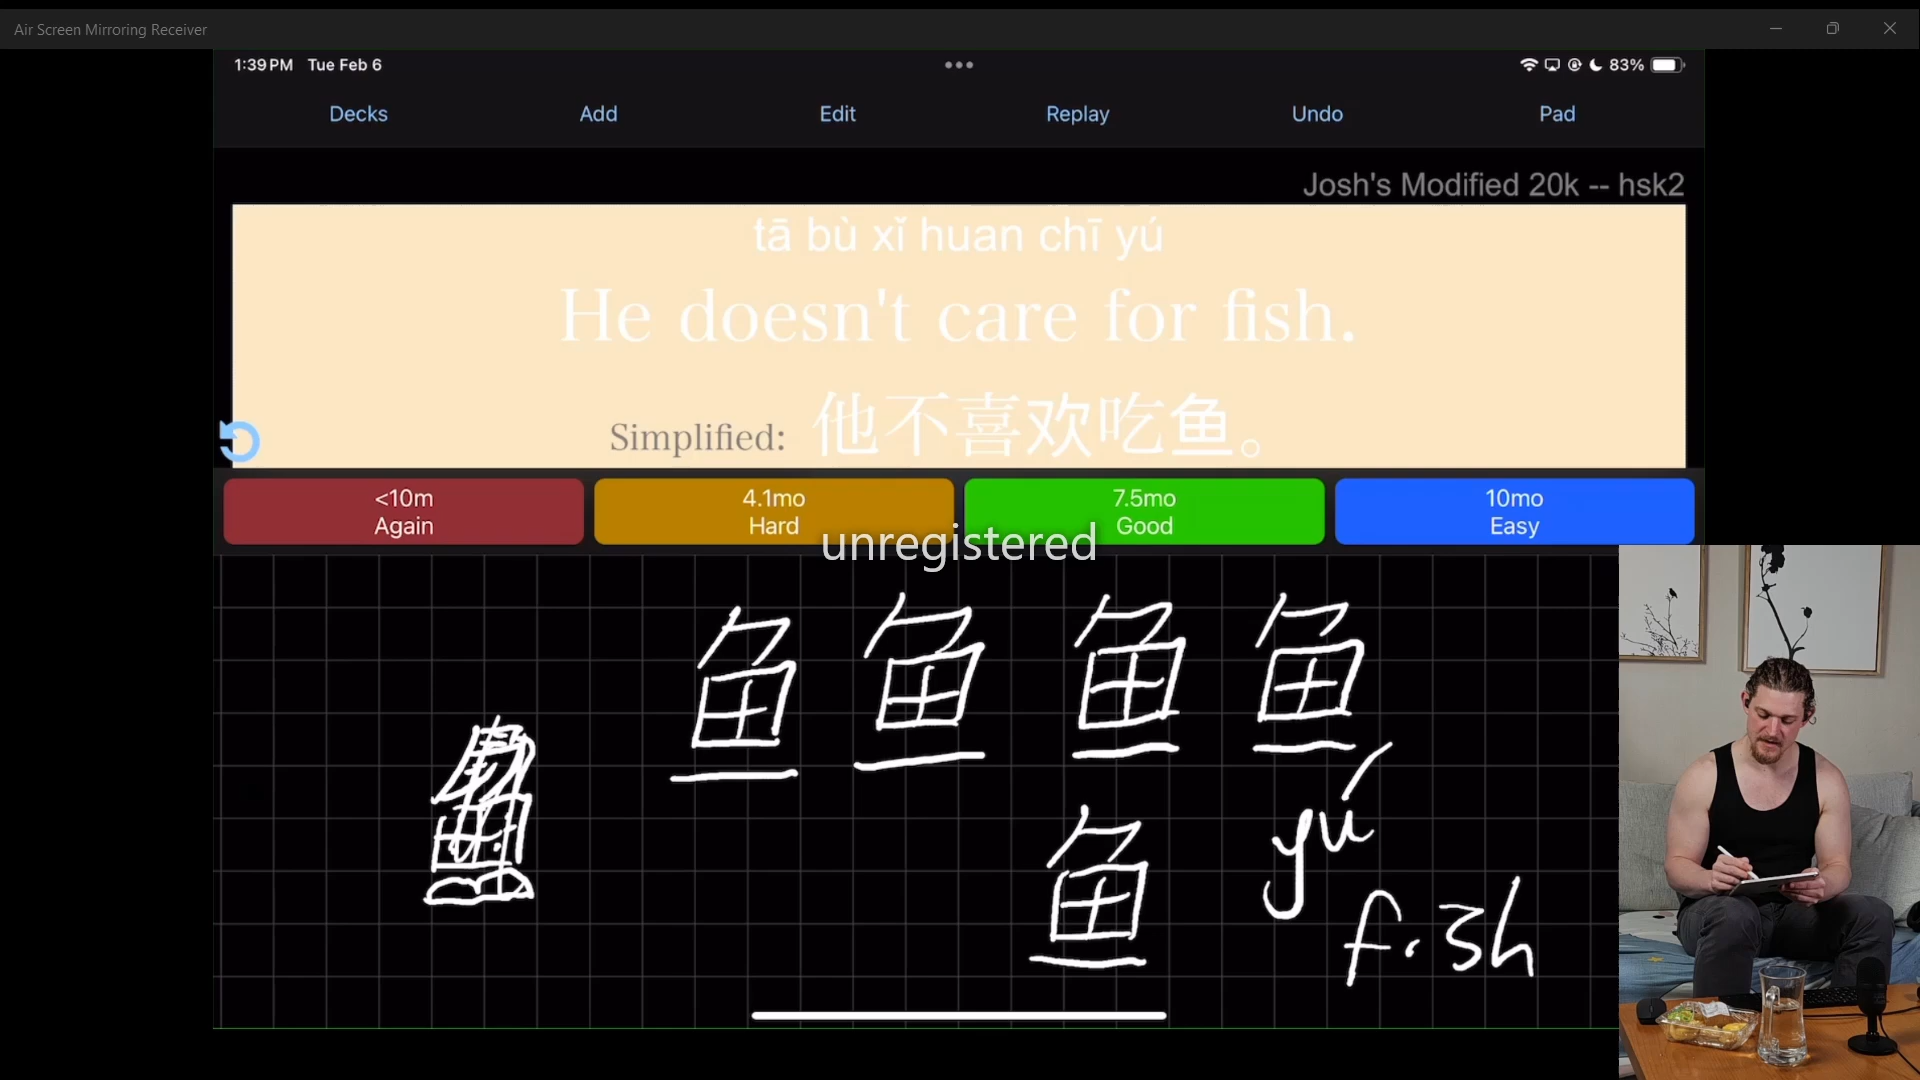 Air Screen Mirroring Receiver
1:39 PM Tue Feb 6
83%
Decks Add Edit Replay Undo Pad
Josh's Modified 20k -- hsk2
tā bù xǐ huan chī yú
He doesn't care for fish.
Simplified: 他不喜欢吃鱼。
<10m 4.1mo 7.5mo 10mo
Again Hard Good Easy
unregistered
鱼 鱼 鱼 鱼
鱼 yú
fish